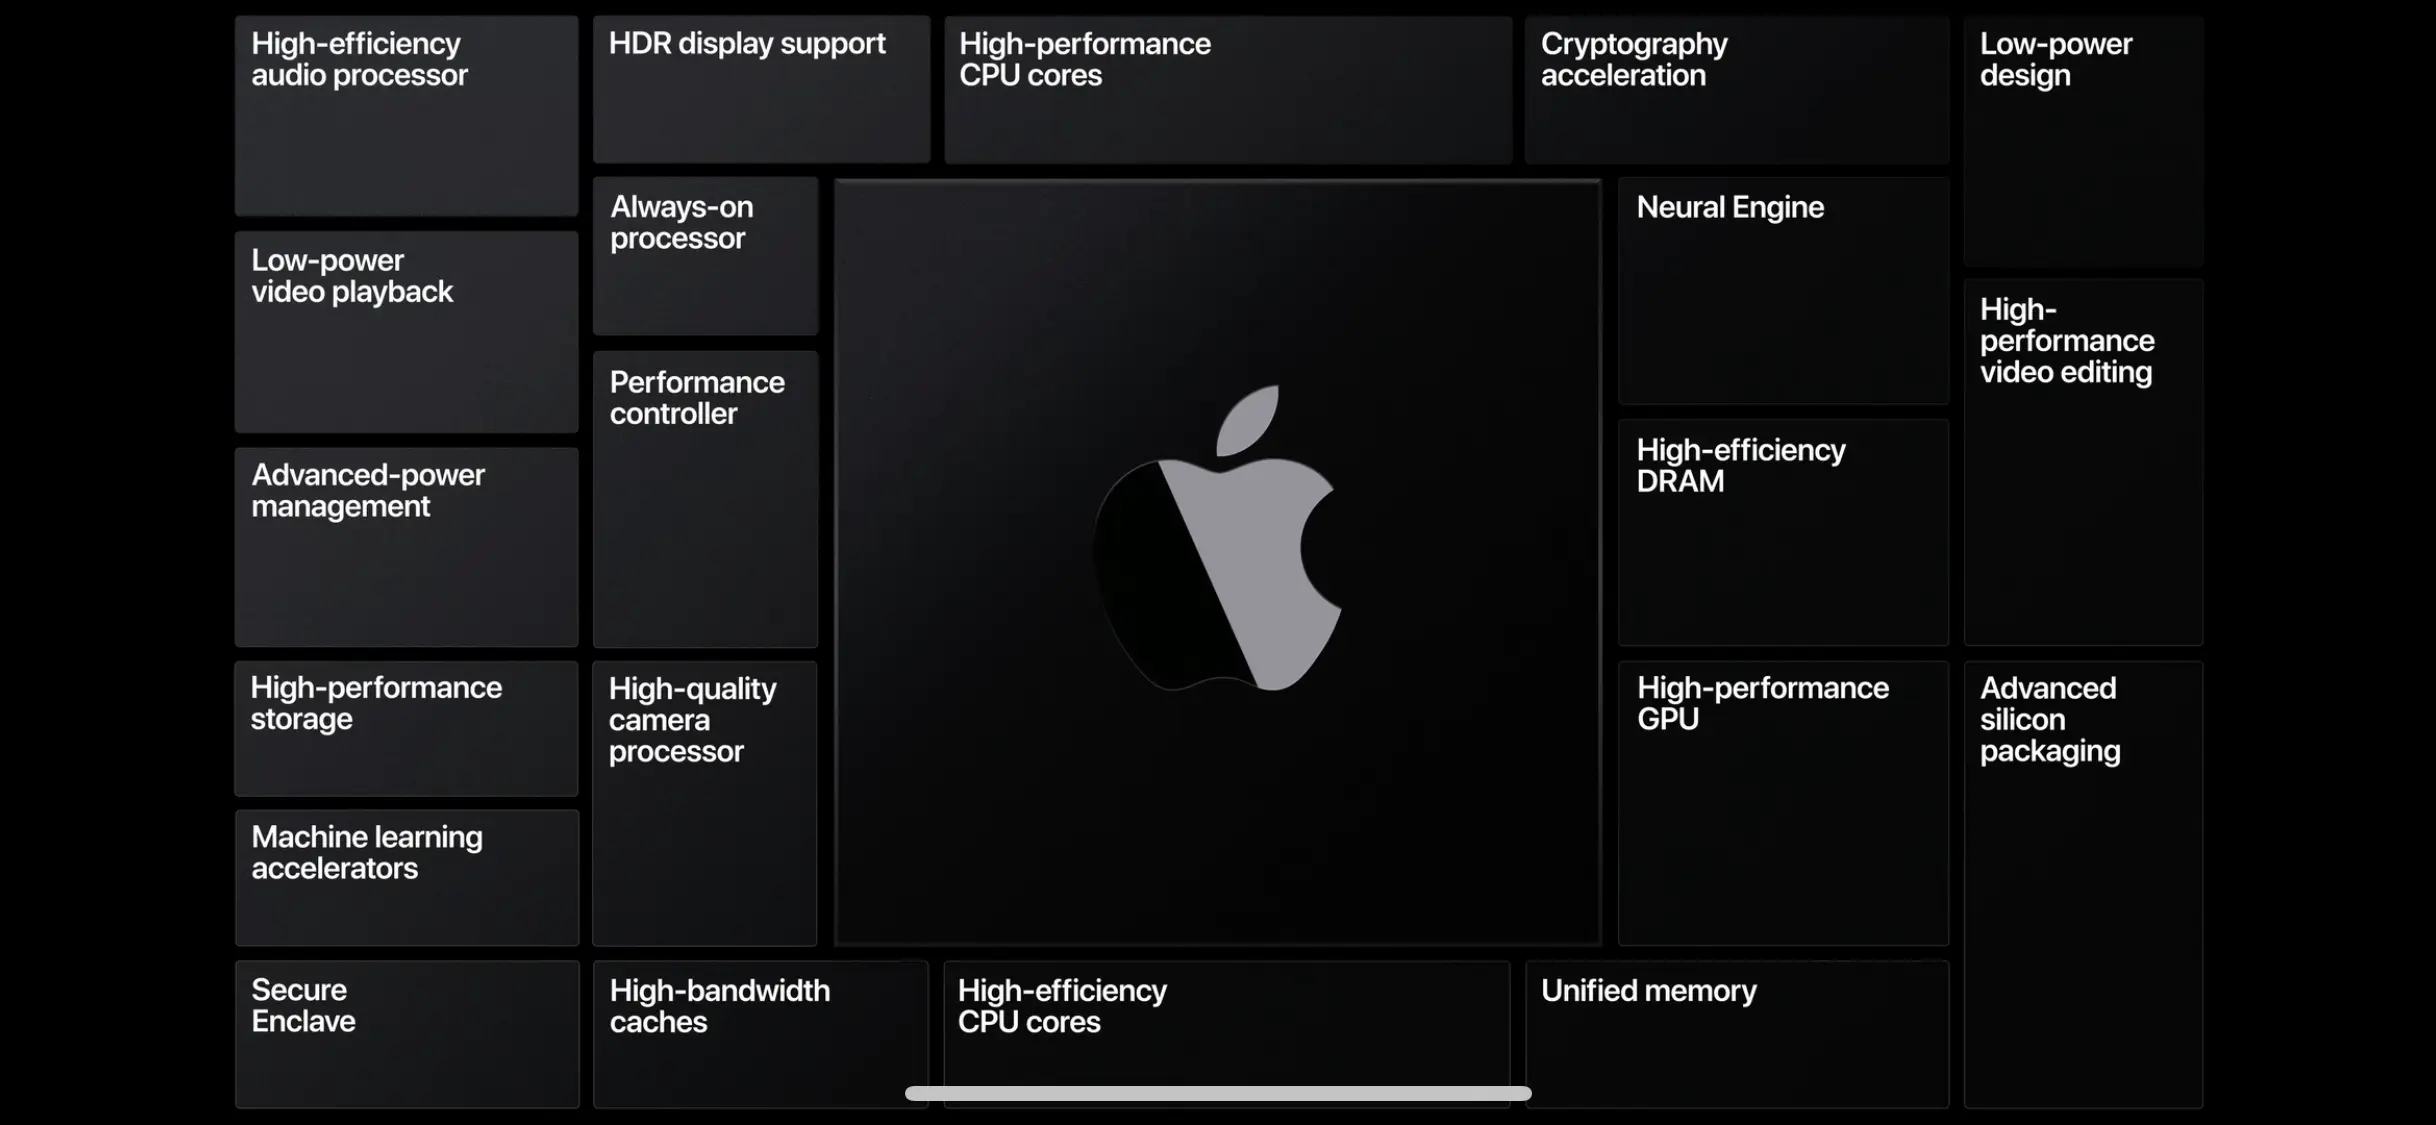 High-efficiency
audio processor
HDR display support
High-performance
CPU cores
Cryptography
acceleration
Low-power
design
Always-on
processor
Neural Engine
Low-power
video playback
High-
performance
video editing
Performance
controller
High-efficiency
DRAM
Advanced-power
management
High-performance
storage
High-quality
camera
processor
High-performance
GPU
Advanced
silicon
packaging
Machine learning
accelerators
Secure
Enclave
High-bandwidth
caches
High-efficiency
CPU cores
Unified memory